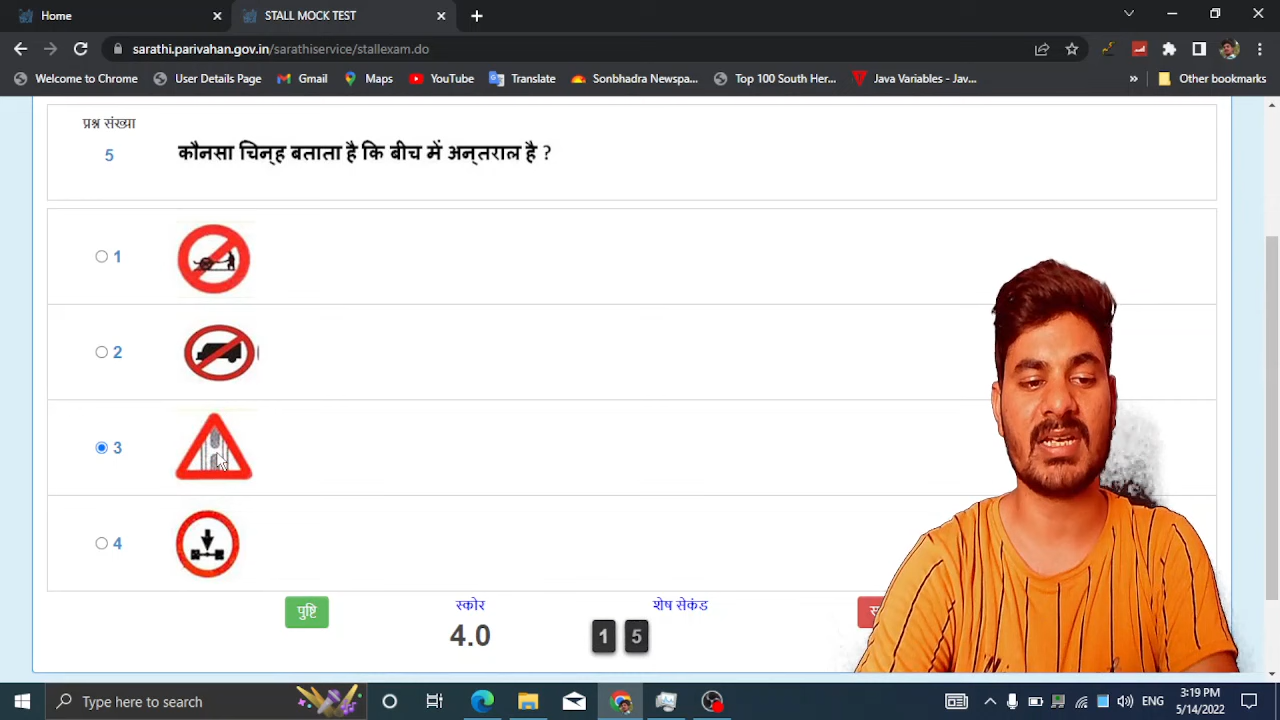 Home
STALL MOCK TEST
sarathi.parivahan.gov.in/sarathiservice/stallexam.do
Welcome to Chrome
User Details Page
Gmail
Maps
YouTube
Translate
Sonbhadra Newspa...
Top 100 South Her...
Java Variables - Jav...
»
Other bookmarks
प्रश्न संख्या
5
कौनसा चिन्ह बताता है कि बीच में अन्तराल है ?
1
2
3
4
पुष्टि
स्कोर
शेष सेकंड
4.0
1 5
Type here to search
ENG
3:19 PM
5/14/2022